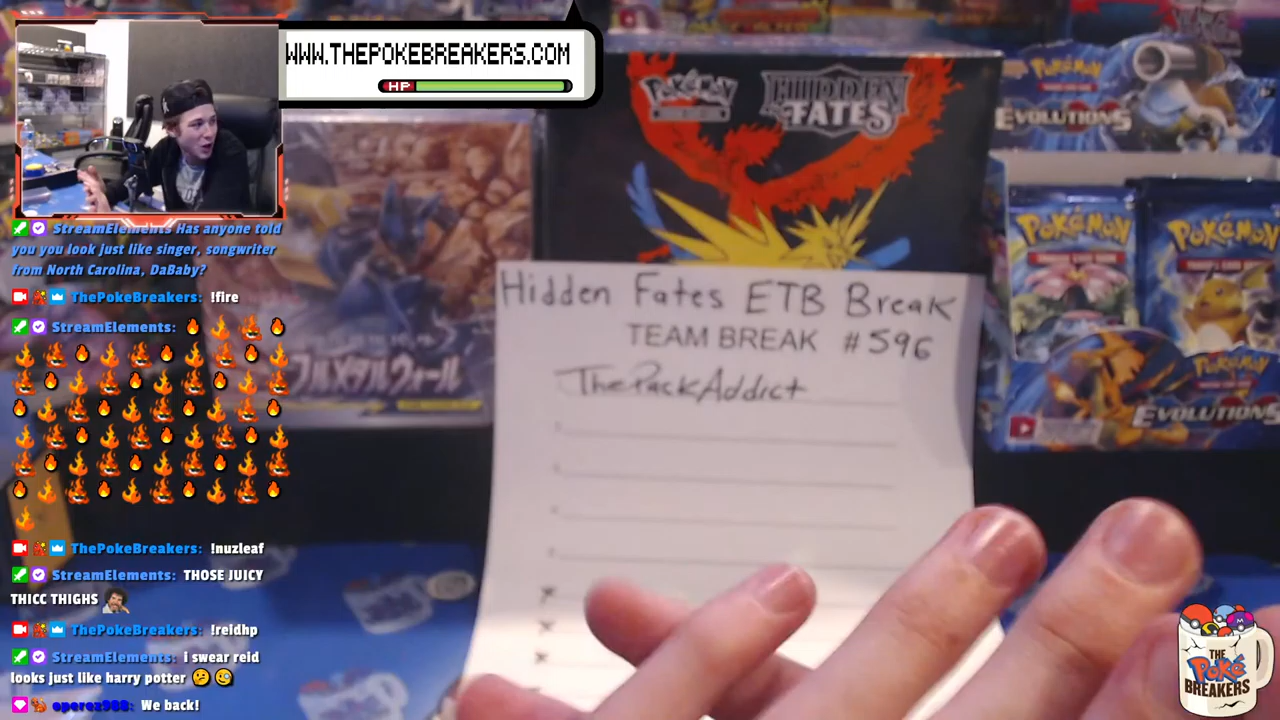 WWW.THEPOKEBREAKERS.COM
HP
StreamElements Has anyone told
you you look just like singer, songwriter
from North Carolina, DaBaby?
ThePokeBreakers: !fire
StreamElements:
ThePokeBreakers: !nuzleaf
StreamElements: THOSE JUICY
THICC THIGHS
ThePokeBreakers: !reidhp
StreamElements: i swear reid
looks just like harry potter
operez988: We back!
Pokémon
HIDDEN
FATES
Hidden Fates ETB Break
TEAM BREAK #596
ThePackAddict
フルメタルウォール
Pokémon
EVOLUTIONS
POKéMON
POKéMON
POKéMON
EVOLUTIONS
THE
Poké
BREAKERS